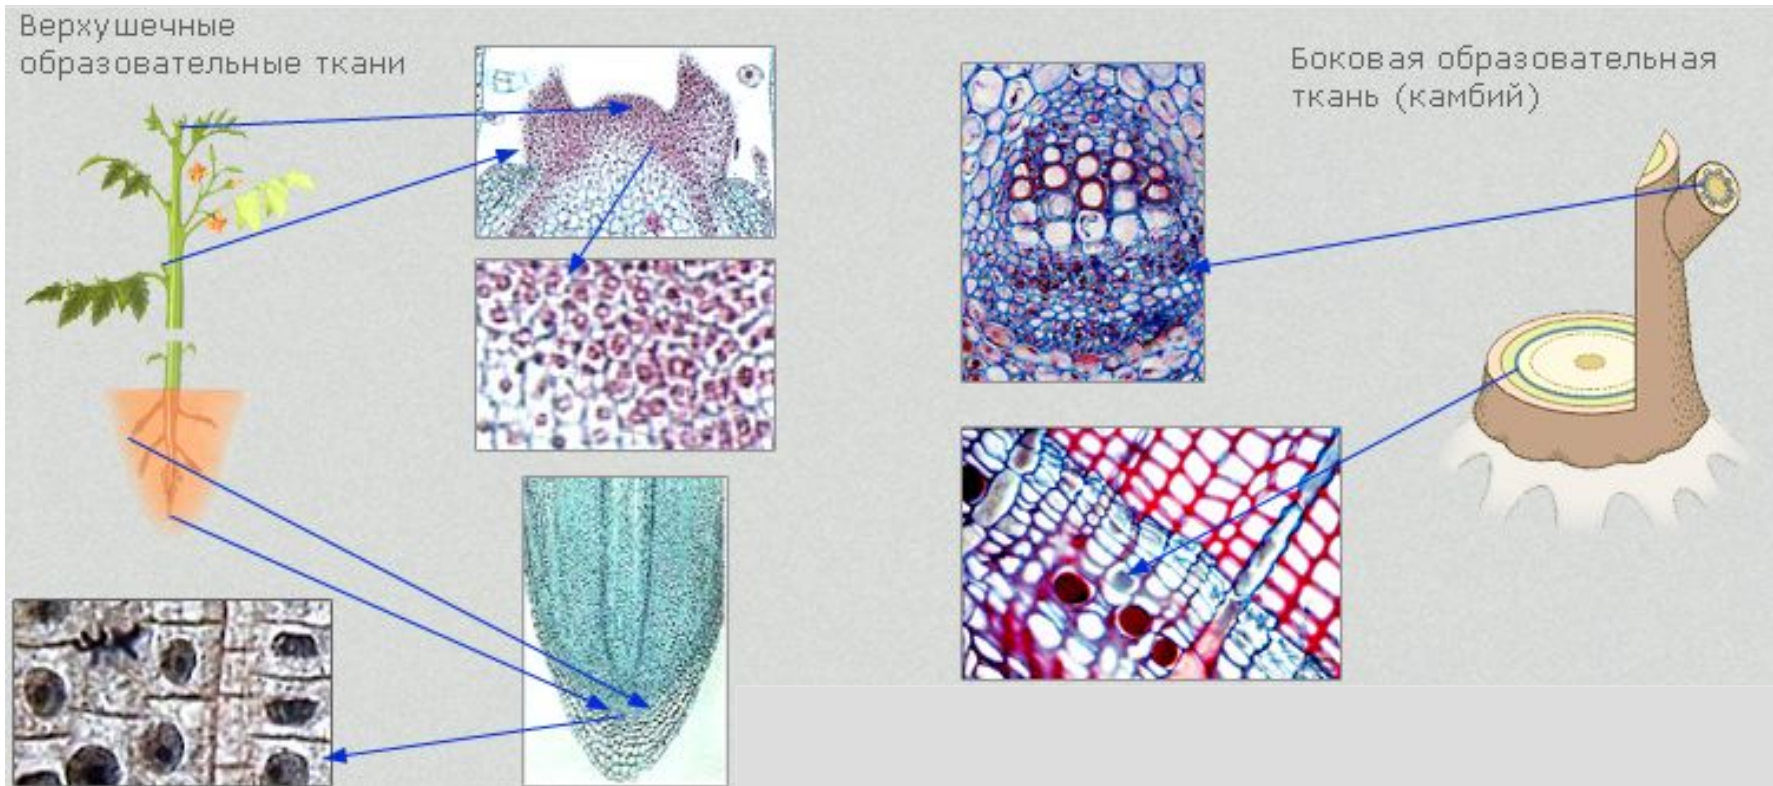 Верхушечные
образовательные ткани
Боковая образовательная
ткань (камбий)